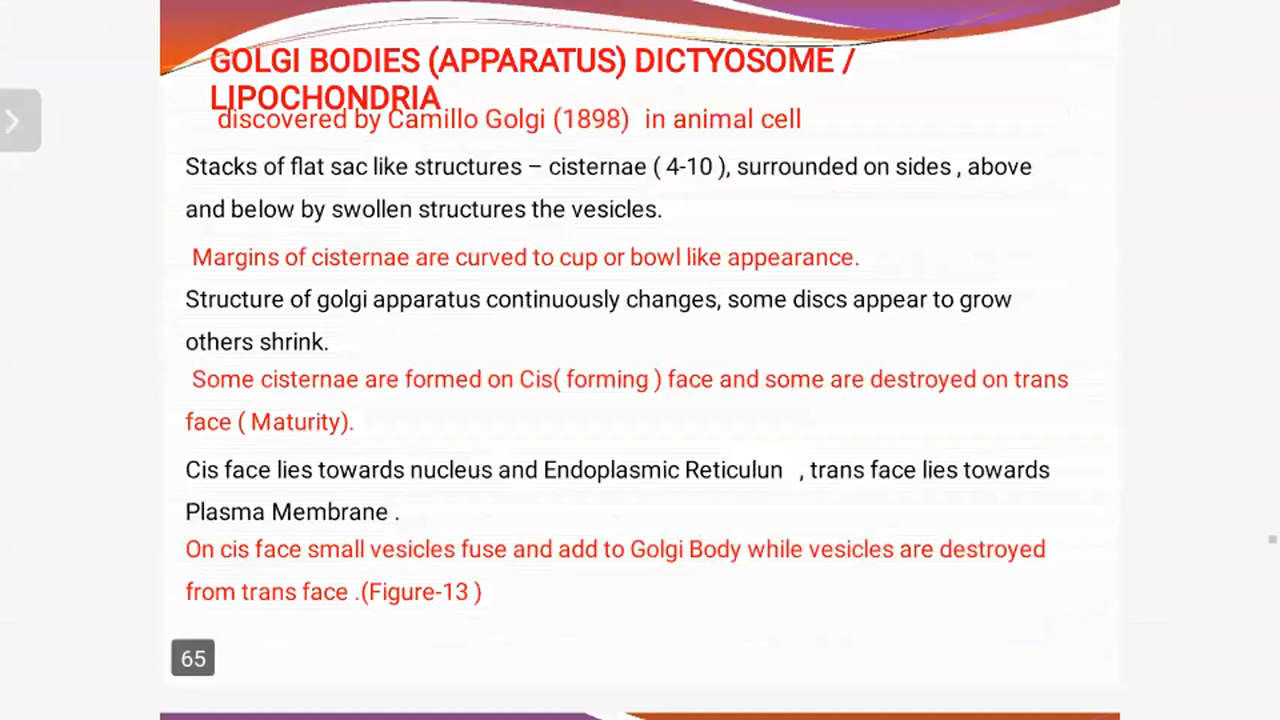 GOLGI BODIES (APPARATUS) DICTYOSOME /
LIPOCHONDRIA
discovered by Camillo Golgi (1898) in animal cell
Stacks of flat sac like structures – cisternae ( 4-10 ), surrounded on sides , above
and below by swollen structures the vesicles.
Margins of cisternae are curved to cup or bowl like appearance.
Structure of golgi apparatus continuously changes, some discs appear to grow
others shrink.
Some cisternae are formed on Cis( forming ) face and some are destroyed on trans
face ( Maturity).
Cis face lies towards nucleus and Endoplasmic Reticulun , trans face lies towards
Plasma Membrane .
On cis face small vesicles fuse and add to Golgi Body while vesicles are destroyed
from trans face .(Figure-13 )
65